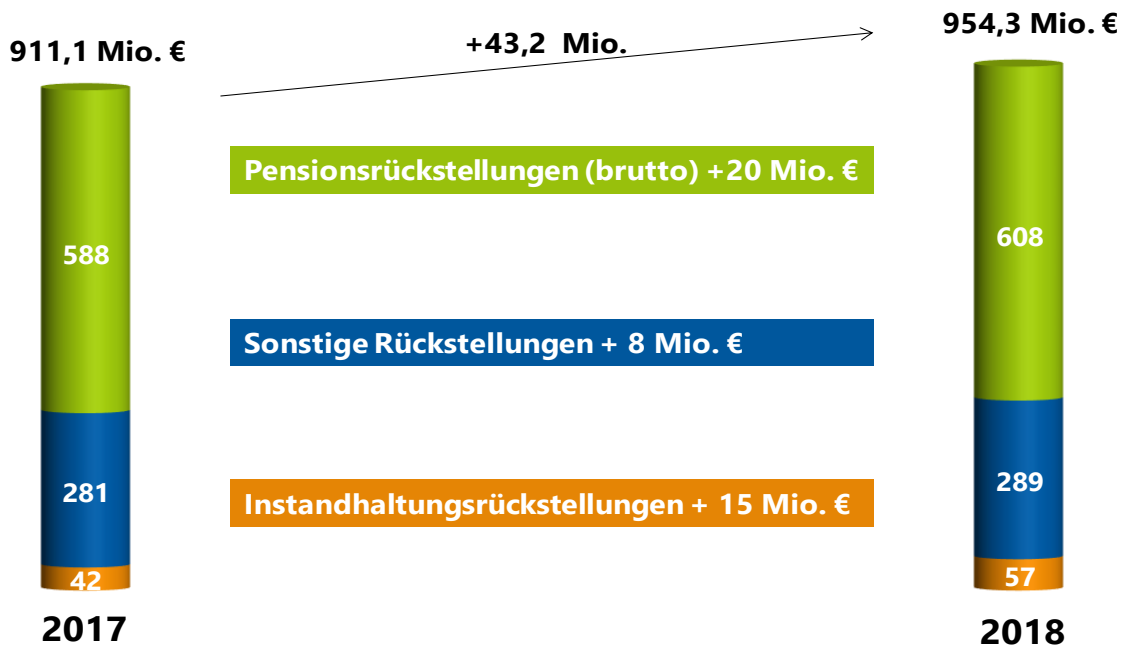 954,3 Mio. €
911,1 Mio. €
+43,2 Mio.
Pensionsrückstellungen (brutto) +20 Mio. €
588
608
Sonstige Rückstellungen + 8 Mio. €
281
289
Instandhaltungsrückstellungen + 15 Mio. €
42
57
2017
2018